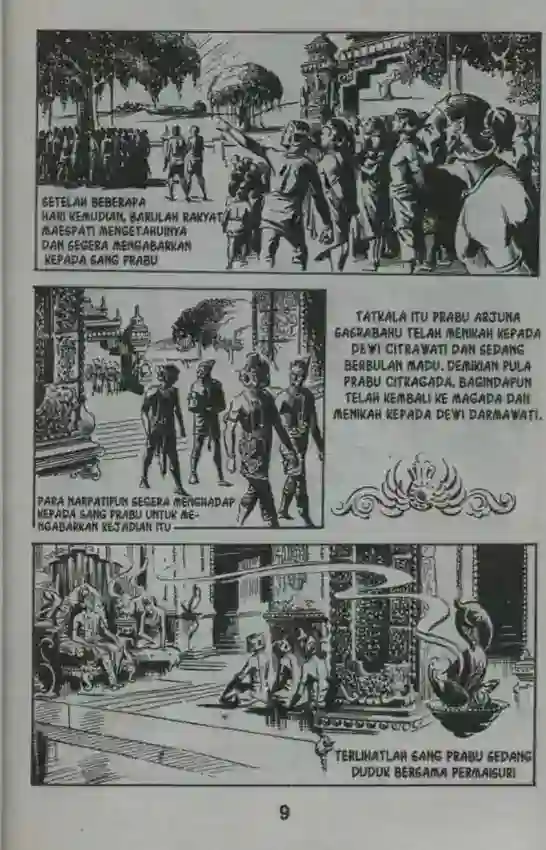 SETELAH BEBERAPA
HARI KEMUDIAN, BARULAH RAKYAT
MAESPATI MENGETAHUINYA
DAN SEGERA MENGABARKAN
KEPADA SANG PRABU
TATKALA ITU PRABU ARJUNA
SASRABAHU TELAH MENIKAH KEPADA
DEWI CITRAWATI DAN SEDANG
BERBULAN MADU. DEMIKIAN PULA
PRABU CITRAGADA, BAGINDAPUN
TELAH KEMBALI KE MAGADA DAN
MENIKAH KEPADA DEWI DARMAWATI.
PARA NARPATIPUN SEGERA MENGHADAP
KEPADA SANG PRABU UNTUK ME-
NGABARKAN KEJADIAN ITU
TERLIHATLAH SANG PRABU SEDANG
DUDUK BERSAMA PERMAISURI
9